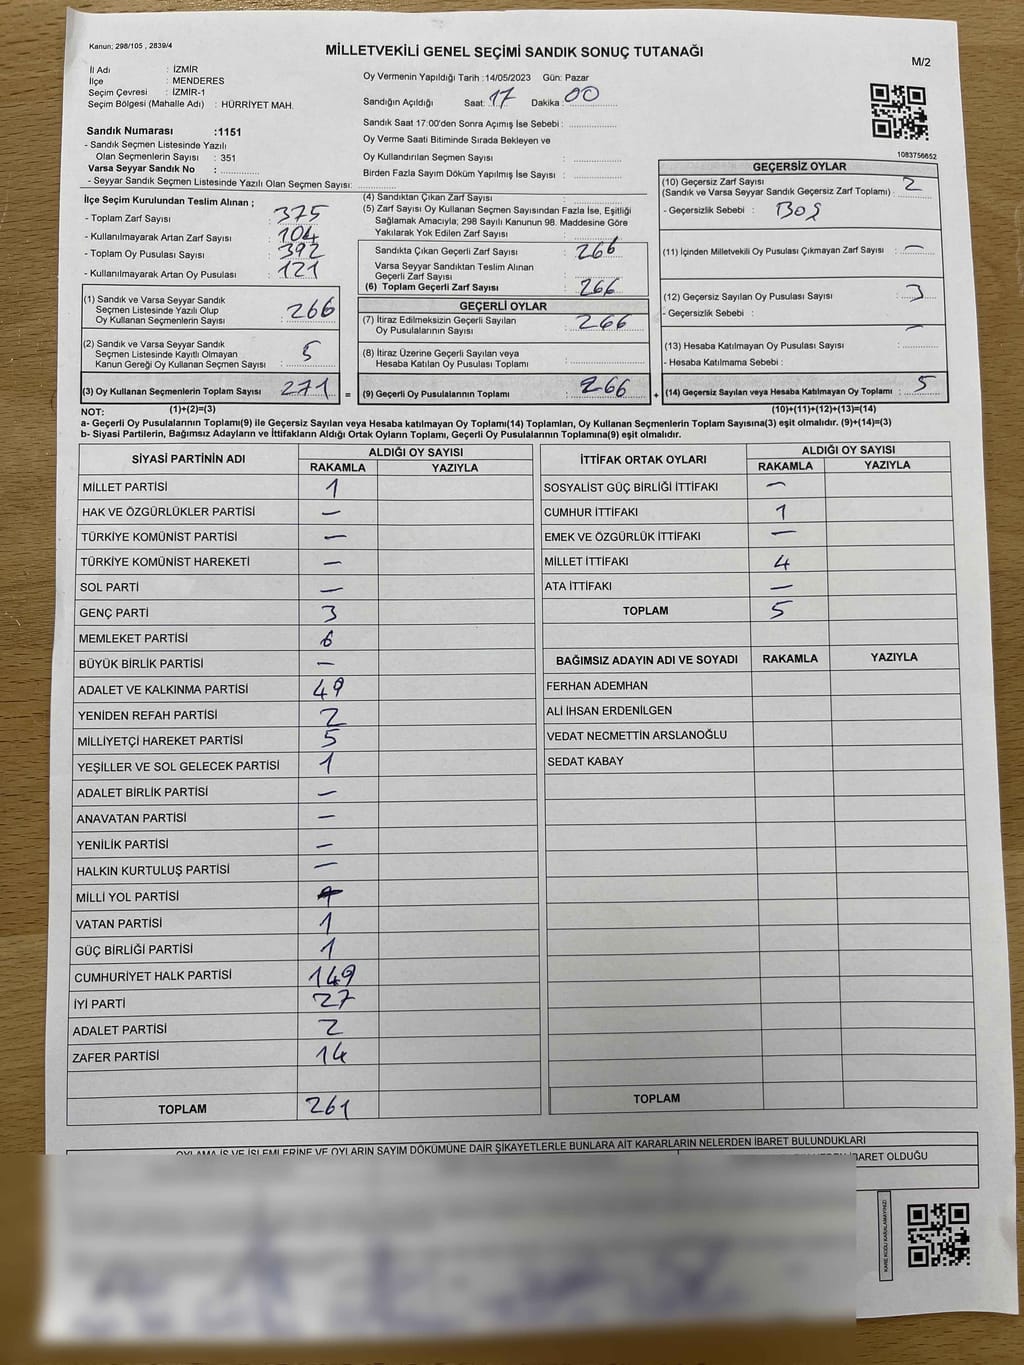 Kanun; 298/105 , 2839/4
MİLLETVEKİLİ GENEL SEÇİMİ SANDIK SONUÇ TUTANAĞI
M/2
İl Adı : İZMİR
İlçe : MENDERES
Seçim Çevresi : İZMİR-1
Seçim Bölgesi (Mahalle Adı) : HÜRRİYET MAH.
Oy Vermenin Yapıldığı Tarih :14/05/2023 Gün: Pazar
Sandığın Açıldığı Saat: 17 Dakika : 00
Sandık Saat 17:00'den Sonra Açımış İse Sebebi :
Oy Verme Saati Bitiminde Sırada Bekleyen ve
Oy Kullandırılan Seçmen Sayısı :
Birden Fazla Sayım Döküm Yapılmış İse Sayısı :
Sandık Numarası :1151
- Sandık Seçmen Listesinde Yazılı
Olan Seçmenlerin Sayısı : 351
Varsa Seyyar Sandık No :
- Seyyar Sandık Seçmen Listesinde Yazılı Olan Seçmen Sayısı:
1083756652
İlçe Seçim Kurulundan Teslim Alınan ;
- Toplam Zarf Sayısı : 375
- Kullanılmayarak Artan Zarf Sayısı : 104
- Toplam Oy Pusulası Sayısı : 392
- Kullanılmayarak Artan Oy Pusulası : 121
(1) Sandık ve Varsa Seyyar Sandık
Seçmen Listesinde Yazılı Olup
Oy Kullanan Seçmenlerin Sayısı : 266
(2) Sandık ve Varsa Seyyar Sandık
Seçmen Listesinde Kayıtlı Olmayan
Kanun Gereği Oy Kullanan Seçmen Sayısı : 5
(3) Oy Kullanan Seçmenlerin Toplam Sayısı : 271
(4) Sandıktan Çıkan Zarf Sayısı :
(5) Zarf Sayısı Oy Kullanan Seçmen Sayısından Fazla İse, Eşitliği
Sağlamak Amacıyla; 298 Sayılı Kanunun 98. Maddesine Göre
Yakılarak Yok Edilen Zarf Sayısı :
Sandıkta Çıkan Geçerli Zarf Sayısı : 266
Varsa Seyyar Sandıktan Teslim Alınan
Geçerli Zarf Sayısı :
(6) Toplam Geçerli Zarf Sayısı : 266
GEÇERLİ OYLAR
(7) İtiraz Edilmeksizin Geçerli Sayılan
Oy Pusulalarının Sayısı : 266
(8) İtiraz Üzerine Geçerli Sayılan veya
Hesaba Katılan Oy Pusulası Toplamı :
= (9) Geçerli Oy Pusulalarının Toplamı : 266
GEÇERSİZ OYLAR
(10) Geçersiz Zarf Sayısı
(Sandık ve Varsa Seyyar Sandık Geçersiz Zarf Toplamı) : 2
- Geçersizlik Sebebi : Boş
(11) İçinden Milletvekili Oy Pusulası Çıkmayan Zarf Sayısı : —
(12) Geçersiz Sayılan Oy Pusulası Sayısı : 3
- Geçersizlik Sebebi :
(13) Hesaba Katılmayan Oy Pusulası Sayısı : —
- Hesaba Katılmama Sebebi :
+ (14) Geçersiz Sayılan veya Hesaba Katılmayan Oy Toplamı : 5
NOT: (1)+(2)=(3) (10)+(11)+(12)+(13)=(14)
a- Geçerli Oy Pusulalarının Toplamı(9) ile Geçersiz Sayılan veya Hesaba katılmayan Oy Toplamı(14) Toplamları, Oy Kullanan Seçmenlerin Toplam Sayısına(3) eşit olmalıdır. (9)+(14)=(3)
b- Siyasi Partilerin, Bağımsız Adayların ve İttifakların Aldığı Ortak Oyların Toplamı, Geçerli Oy Pusulalarının Toplamına(9) eşit olmalıdır.
SİYASİ PARTİNİN ADI ALDIĞI OY SAYISI
RAKAMLA YAZIYLA
MİLLET PARTİSİ 1
HAK VE ÖZGÜRLÜKLER PARTİSİ —
TÜRKİYE KOMÜNİST PARTİSİ —
TÜRKİYE KOMÜNİST HAREKETİ —
SOL PARTİ —
GENÇ PARTİ 3
MEMLEKET PARTİSİ 6
BÜYÜK BİRLİK PARTİSİ —
ADALET VE KALKINMA PARTİSİ 49
YENİDEN REFAH PARTİSİ 2
MİLLİYETÇİ HAREKET PARTİSİ 5
YEŞİLLER VE SOL GELECEK PARTİSİ 1
ADALET BİRLİK PARTİSİ —
ANAVATAN PARTİSİ —
YENİLİK PARTİSİ —
HALKIN KURTULUŞ PARTİSİ —
MİLLİ YOL PARTİSİ
VATAN PARTİSİ 1
GÜÇ BİRLİĞİ PARTİSİ 1
CUMHURİYET HALK PARTİSİ 149
İYİ PARTİ 27
ADALET PARTİSİ 2
ZAFER PARTİSİ 14
TOPLAM 261
İTTİFAK ORTAK OYLARI ALDIĞI OY SAYISI
RAKAMLA YAZIYLA
SOSYALİST GÜÇ BİRLİĞİ İTTİFAKI —
CUMHUR İTTİFAKI 1
EMEK VE ÖZGÜRLÜK İTTİFAKI —
MİLLET İTTİFAKI 4
ATA İTTİFAKI —
TOPLAM 5
BAĞIMSIZ ADAYIN ADI VE SOYADI RAKAMLA YAZIYLA
FERHAN ADEMHAN
ALİ İHSAN ERDENİLGEN
VEDAT NECMETTİN ARSLANOĞLU
SEDAT KABAY
TOPLAM
OYLAMA İŞ VE İŞLEMLERİNE VE OYLARIN SAYIM DÖKÜMÜNE DAİR ŞİKAYETLERLE BUNLARA AİT KARARLARIN NELERDEN İBARET BULUNDUKLARI
İBARET OLDUĞU
KARE KODU KARALAMAYINIZ!